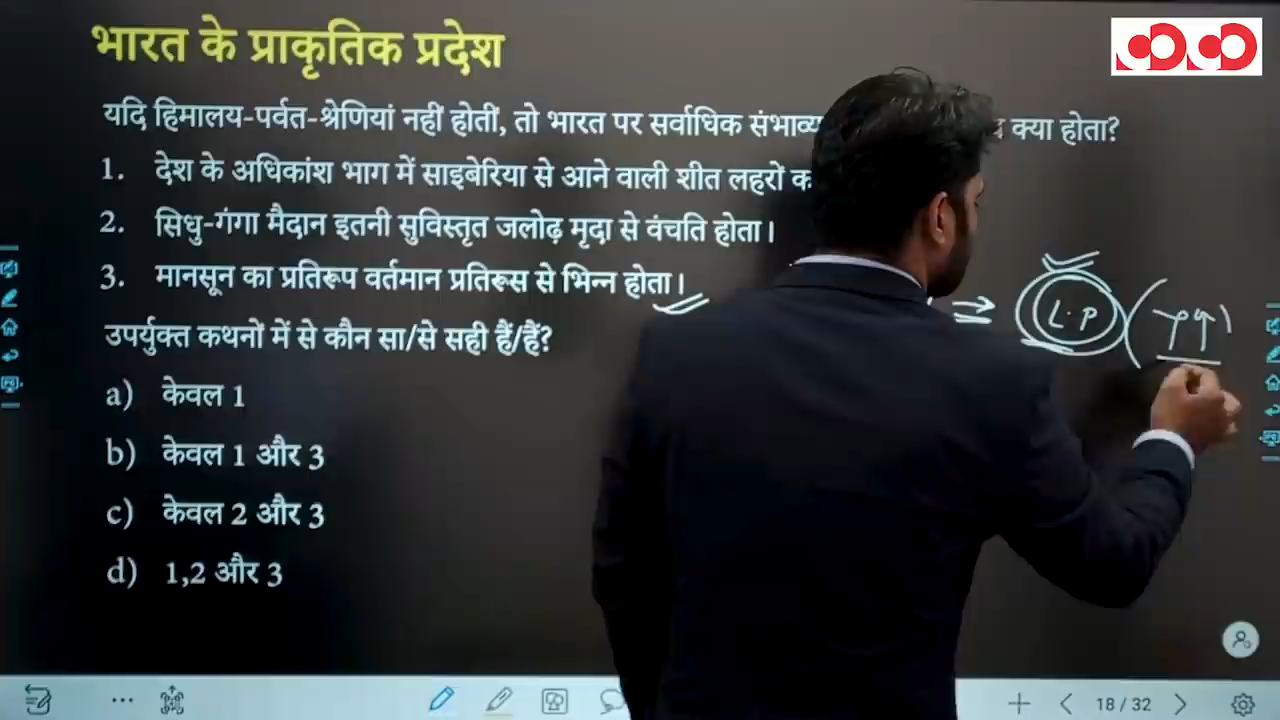 भारत के प्राकृतिक प्रदेश
यदि हिमालय-पर्वत-श्रेणियां नहीं होतीं, तो भारत पर सर्वाधिक संभाव्य क्या होता?
1. देश के अधिकांश भाग में साइबेरिया से आने वाली शीत लहरों
2. सिधु-गंगा मैदान इतनी सुविस्तृत जलोढ़ मृदा से वंचति होता।
3. मानसून का प्रतिरूप वर्तमान प्रतिरूस से भिन्न होता।
⇒ L.P
उपर्युक्त कथनों में से कौन सा/से सही हैं/हैं?
a) केवल 1
b) केवल 1 और 3
c) केवल 2 और 3
d) 1,2 और 3
18 / 32